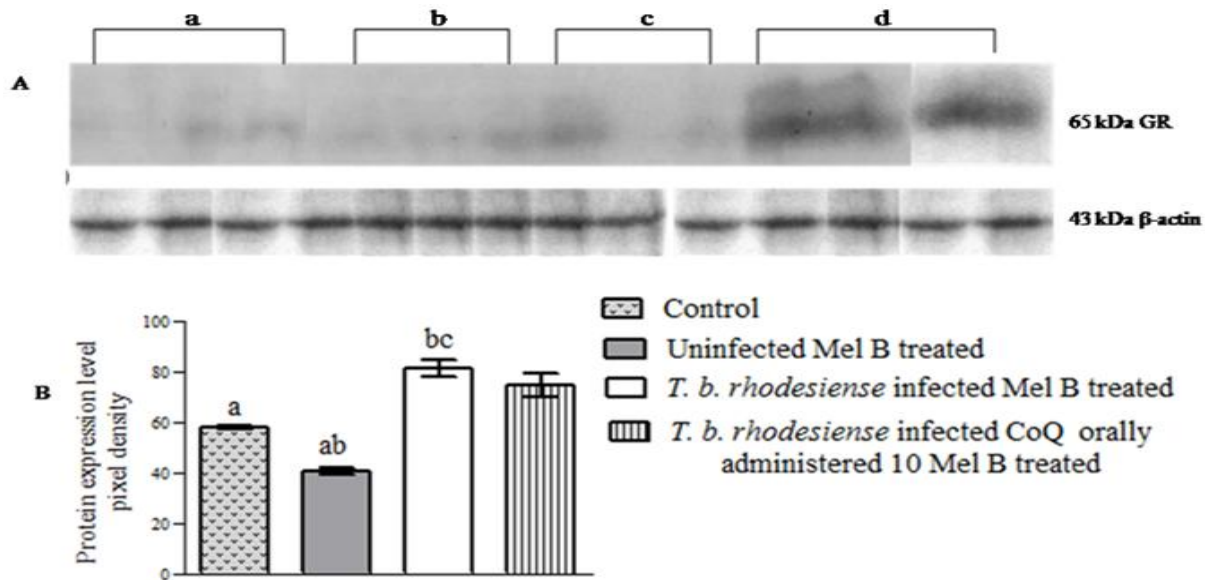 a b c d
A
65 kDa GR
43 kDa β-actin
B
Protein expression level
pixel density
100
80
60
40
20
0
a
ab
bc
Control
Uninfected Mel B treated
T. b. rhodesiense infected Mel B treated
T. b. rhodesiense infected CoQ orally
administered 10 Mel B treated